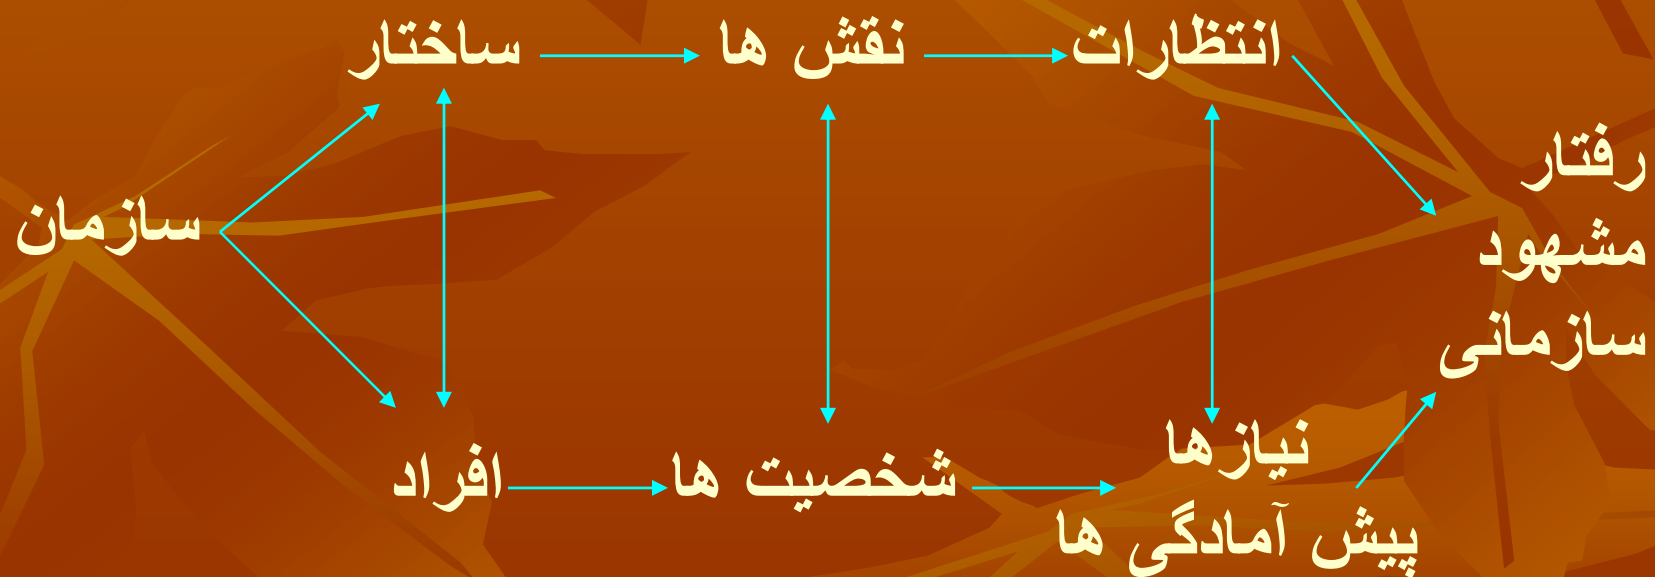 ساختار
نقش ها
انتظارات
سازمان
رفتار
مشهود
سازمانی
افراد
شخصیت ها
نیازها
پیش آمادگی ها